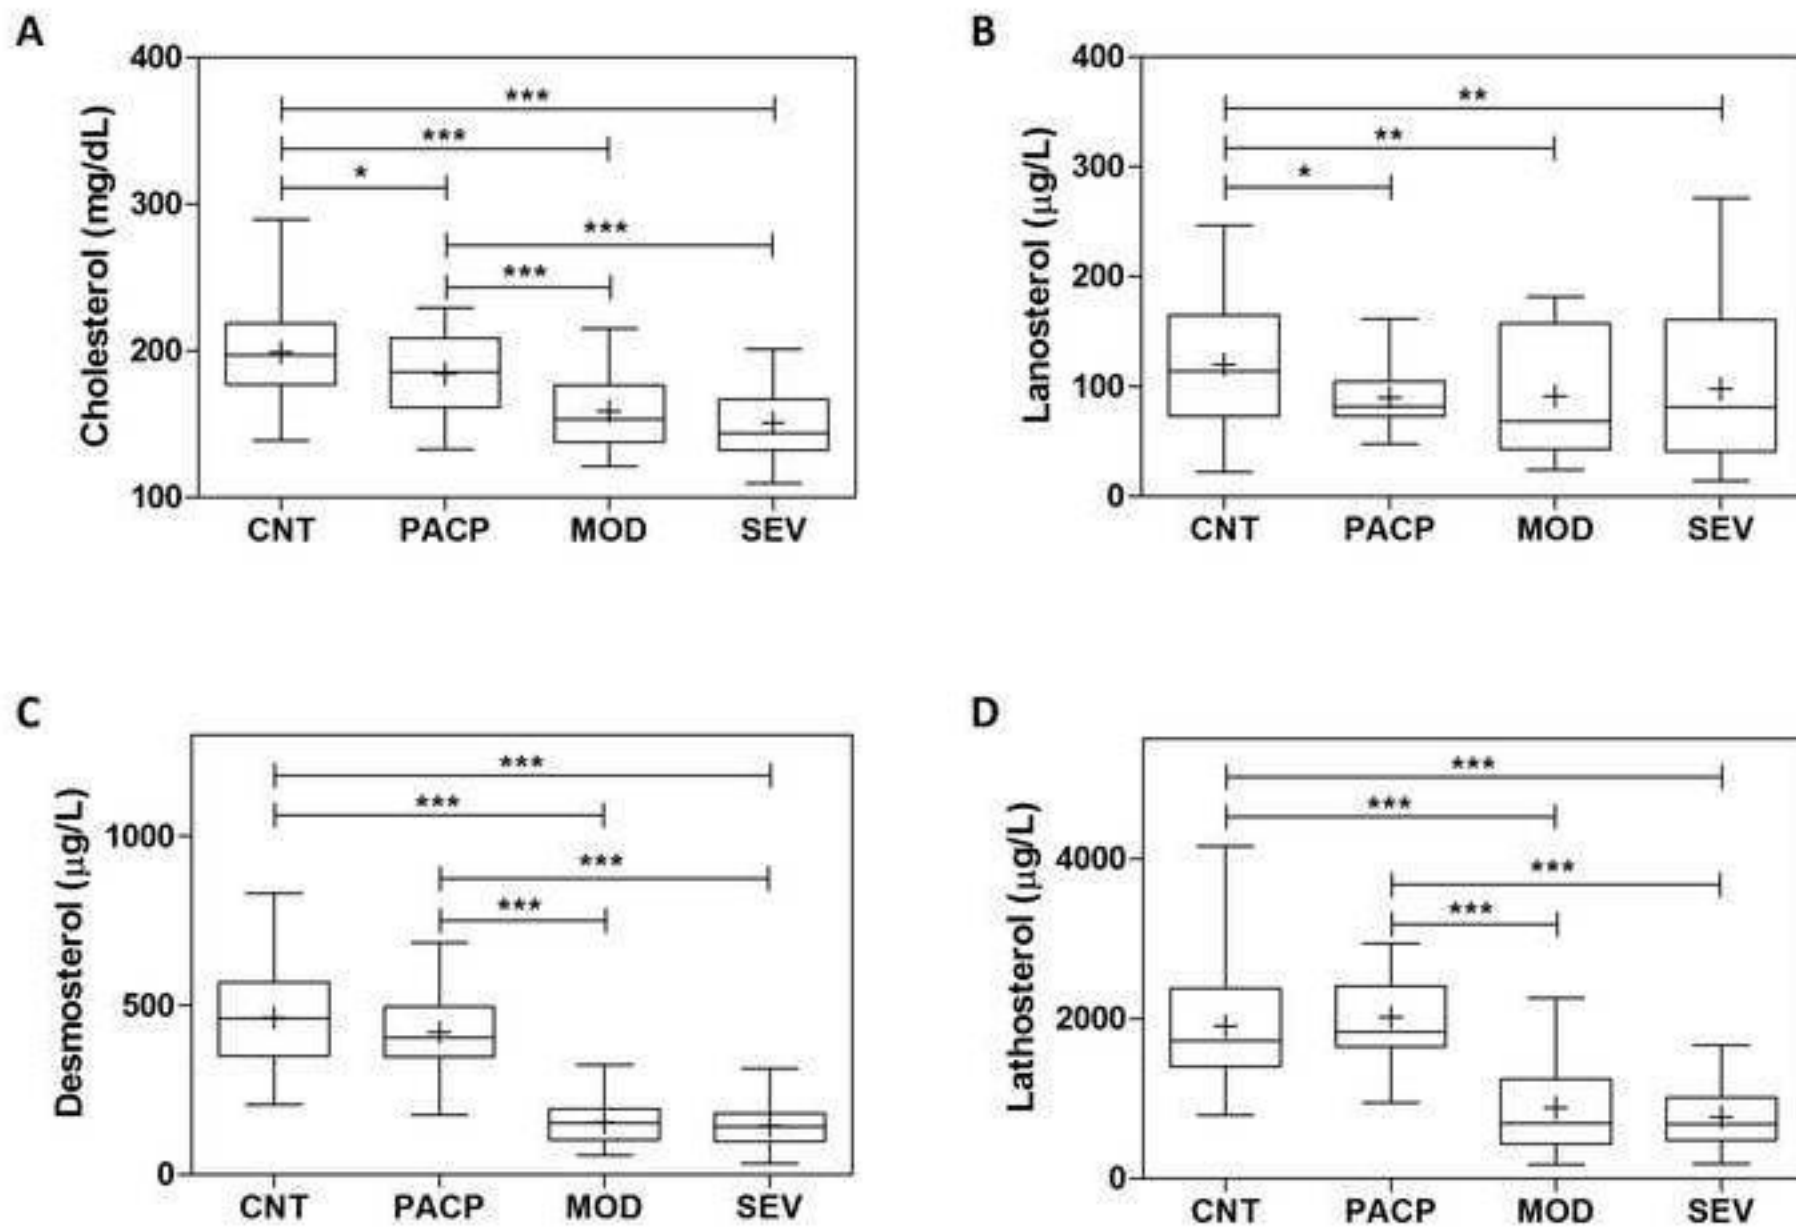 A
Cholesterol (mg/dL)
400
300
200
100
***
***
*
***
***
CNT PACP MOD SEV
B
Lanosterol (μg/L)
400
300
200
100
0
**
**
*
CNT PACP MOD SEV
C
Desmosterol (μg/L)
1000
500
0
***
***
***
***
CNT PACP MOD SEV
D
Lathosterol (μg/L)
4000
2000
0
***
***
***
***
CNT PACP MOD SEV